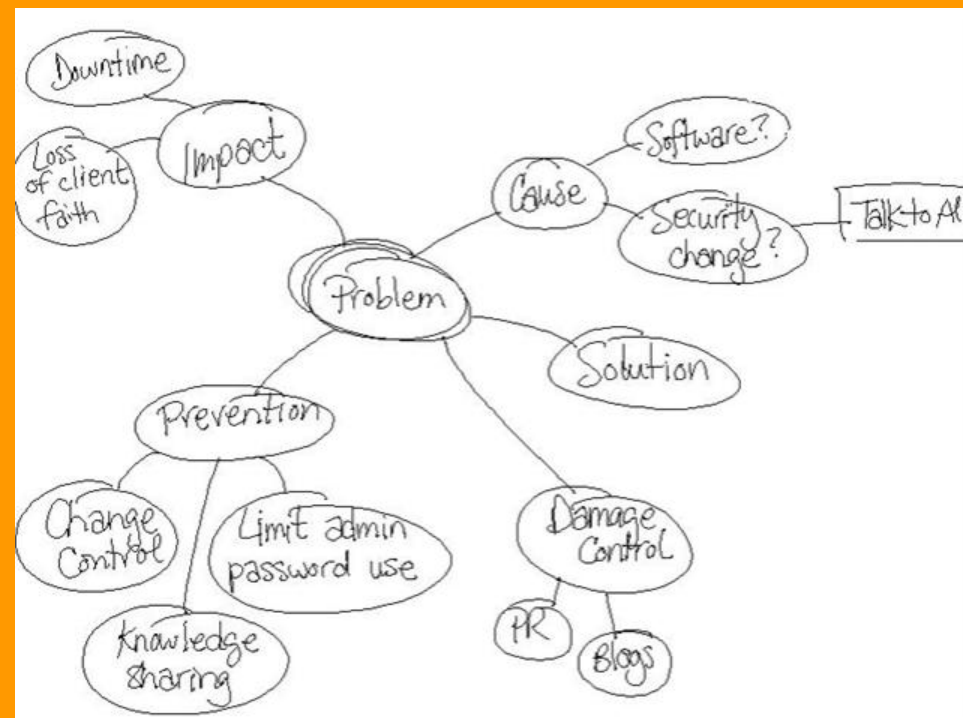 Downtime
Impact
Loss
of client
faith
Software?
Cause
Security
change?
Talk to Al
Problem
Solution
Prevention
Change
Control
Limit admin
password use
Knowledge
sharing
Damage
Control
PR
Blogs